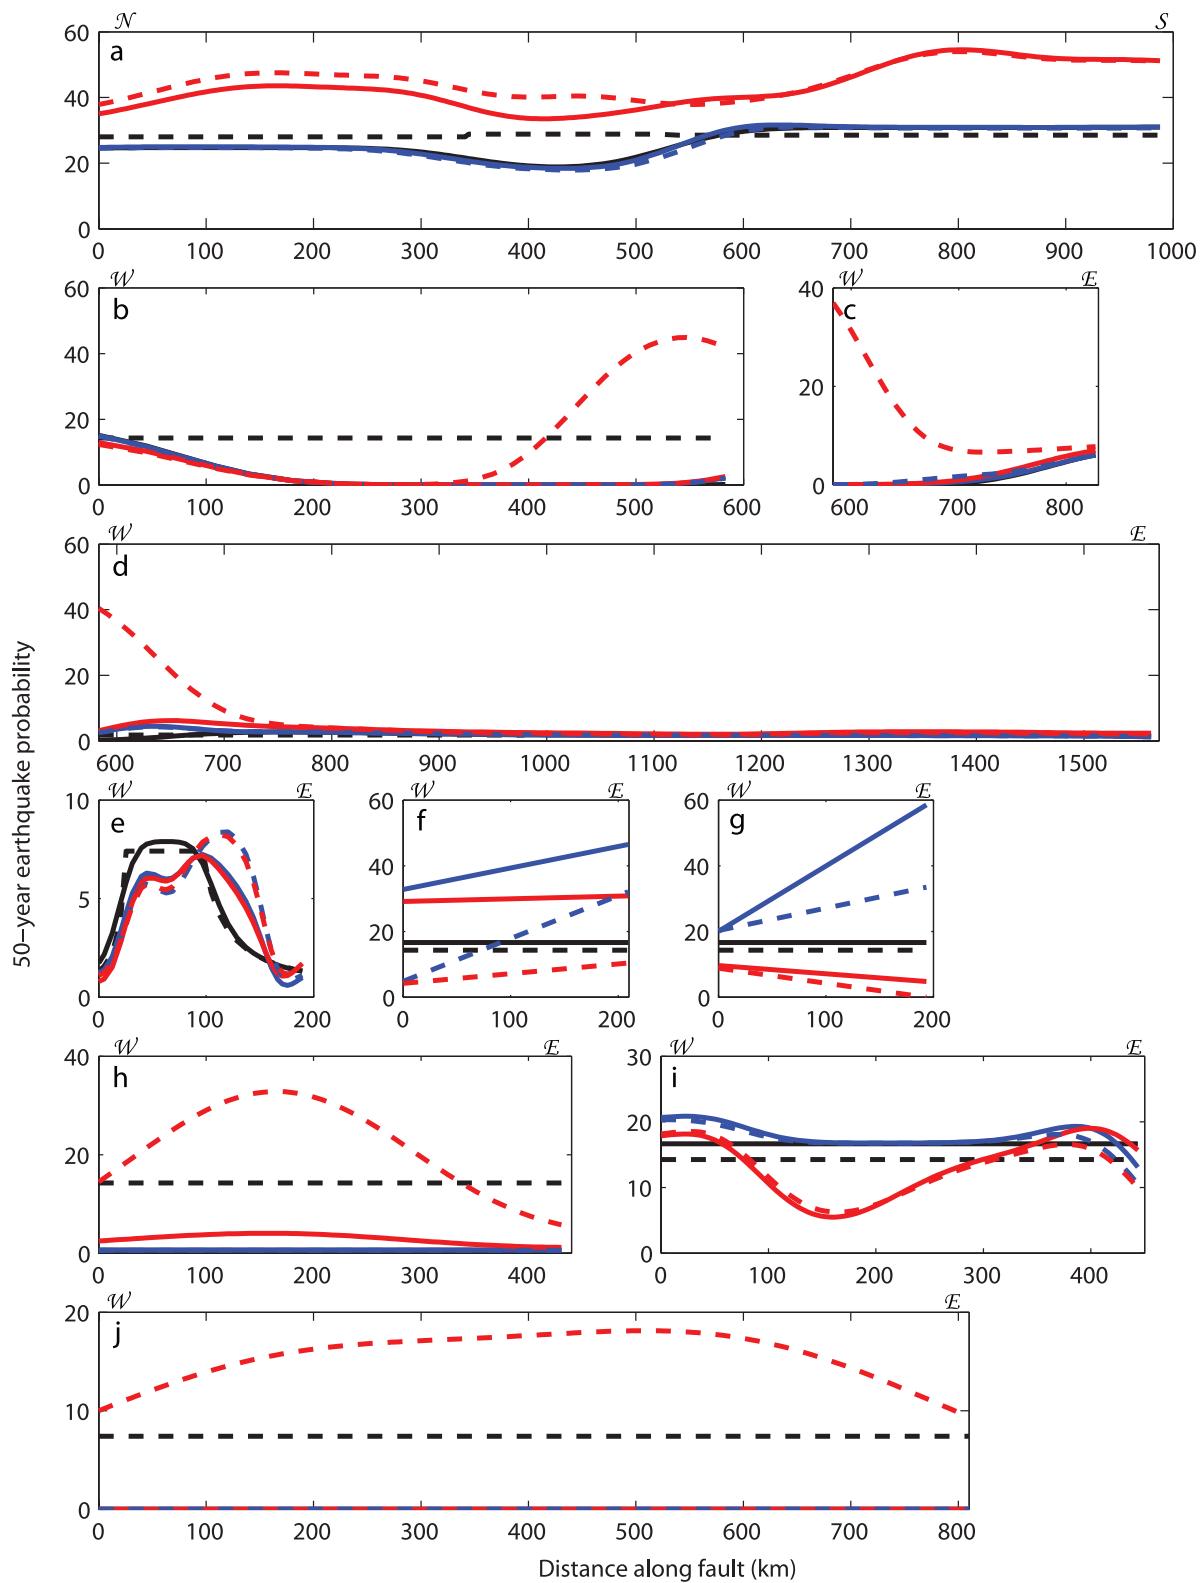 N S
60
a
40
20
0
0 100 200 300 400 500 600 700 800 900 1000
W W E
60 40
b c
40
20
20
0 0
0 100 200 300 400 500 600 600 700 800
W E
60
d
40
20
0
600 700 800 900 1000 1100 1200 1300 1400 1500
50–year earthquake probability
W E W E W E
10 60 60
e f g
40 40
5
20 20
0 0 0
0 100 200 0 100 200 0 100 200
W E W E
40 30
h i
20
20
10
0 0
0 100 200 300 400 0 100 200 300 400
W E
20
j
10
0
0 100 200 300 400 500 600 700 800
Distance along fault (km)